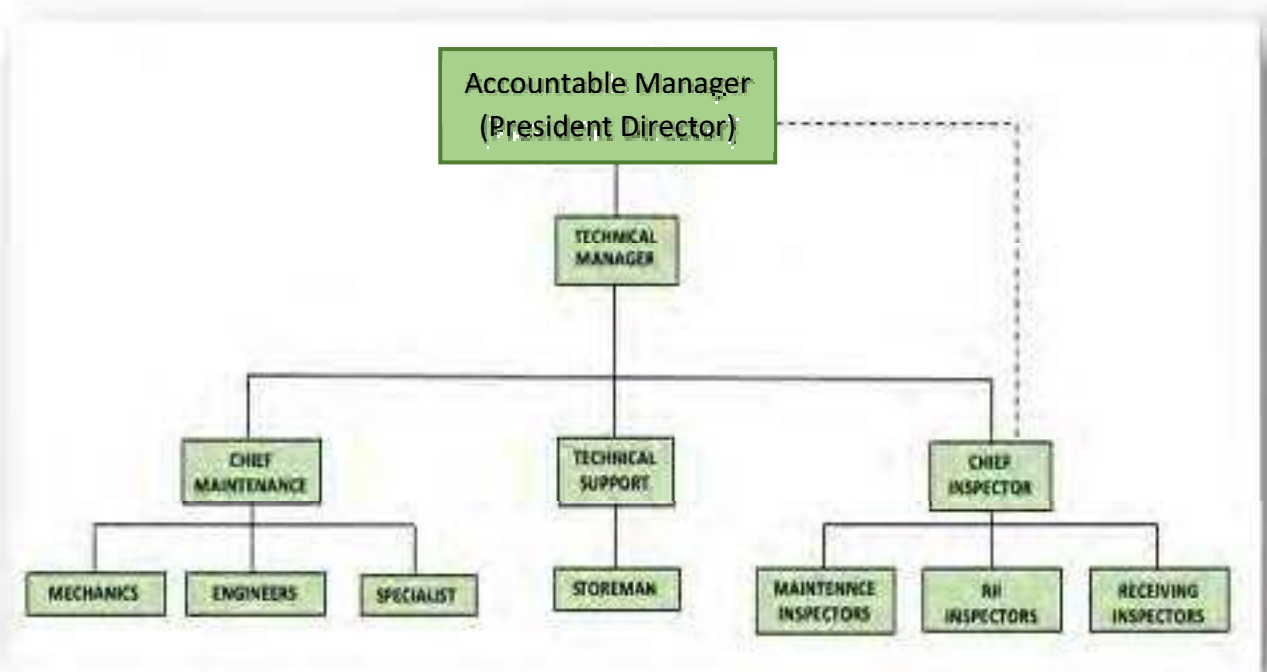 Accountable Manager
(President Director)
TECHNICAL
MANAGER
CHIEF
MAINTENANCE
TECHNICAL
SUPPORT
CHIEF
INSPECTOR
MECHANICS
ENGINEERS
SPECIALIST
STOREMAN
MAINTENNCE
INSPECTORS
RII
INSPECTORS
RECEIVING
INSPECTORS